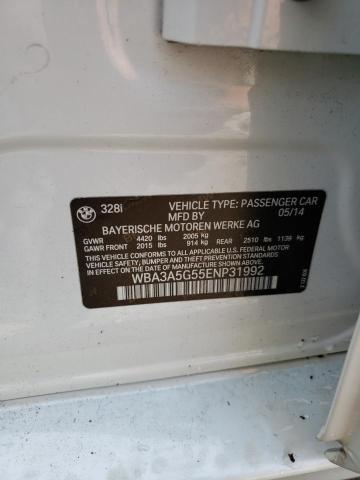 328i
VEHICLE TYPE: PASSENGER CAR
MFD BY 05/14
BAYERISCHE MOTOREN WERKE AG
GVWR 4420 lbs 2005 kg
GAWR FRONT 2015 lbs 914 kg REAR 2510 lbs 1139 kg
THIS VEHICLE CONFORMS TO ALL APPLICABLE U.S. FEDERAL MOTOR
VEHICLE SAFETY, BUMPER, AND THEFT PREVENTION STANDARDS
IN EFFECT ON THE DATE OF MANUFACTURE SHOWN ABOVE.
WBA3A5G55ENP31992